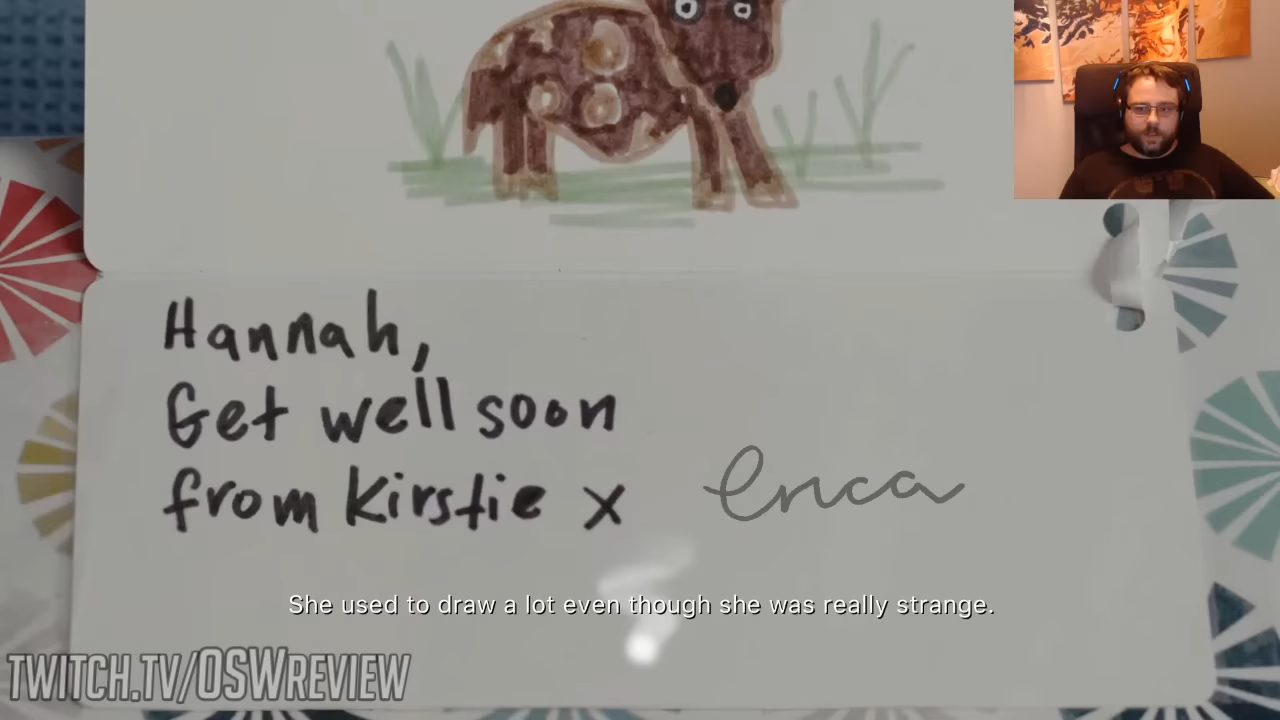 Hannah,
Get well soon
from Kirstie x
erica
She used to draw a lot even though she was really strange.
TWITCH.TV/OSWREVIEW